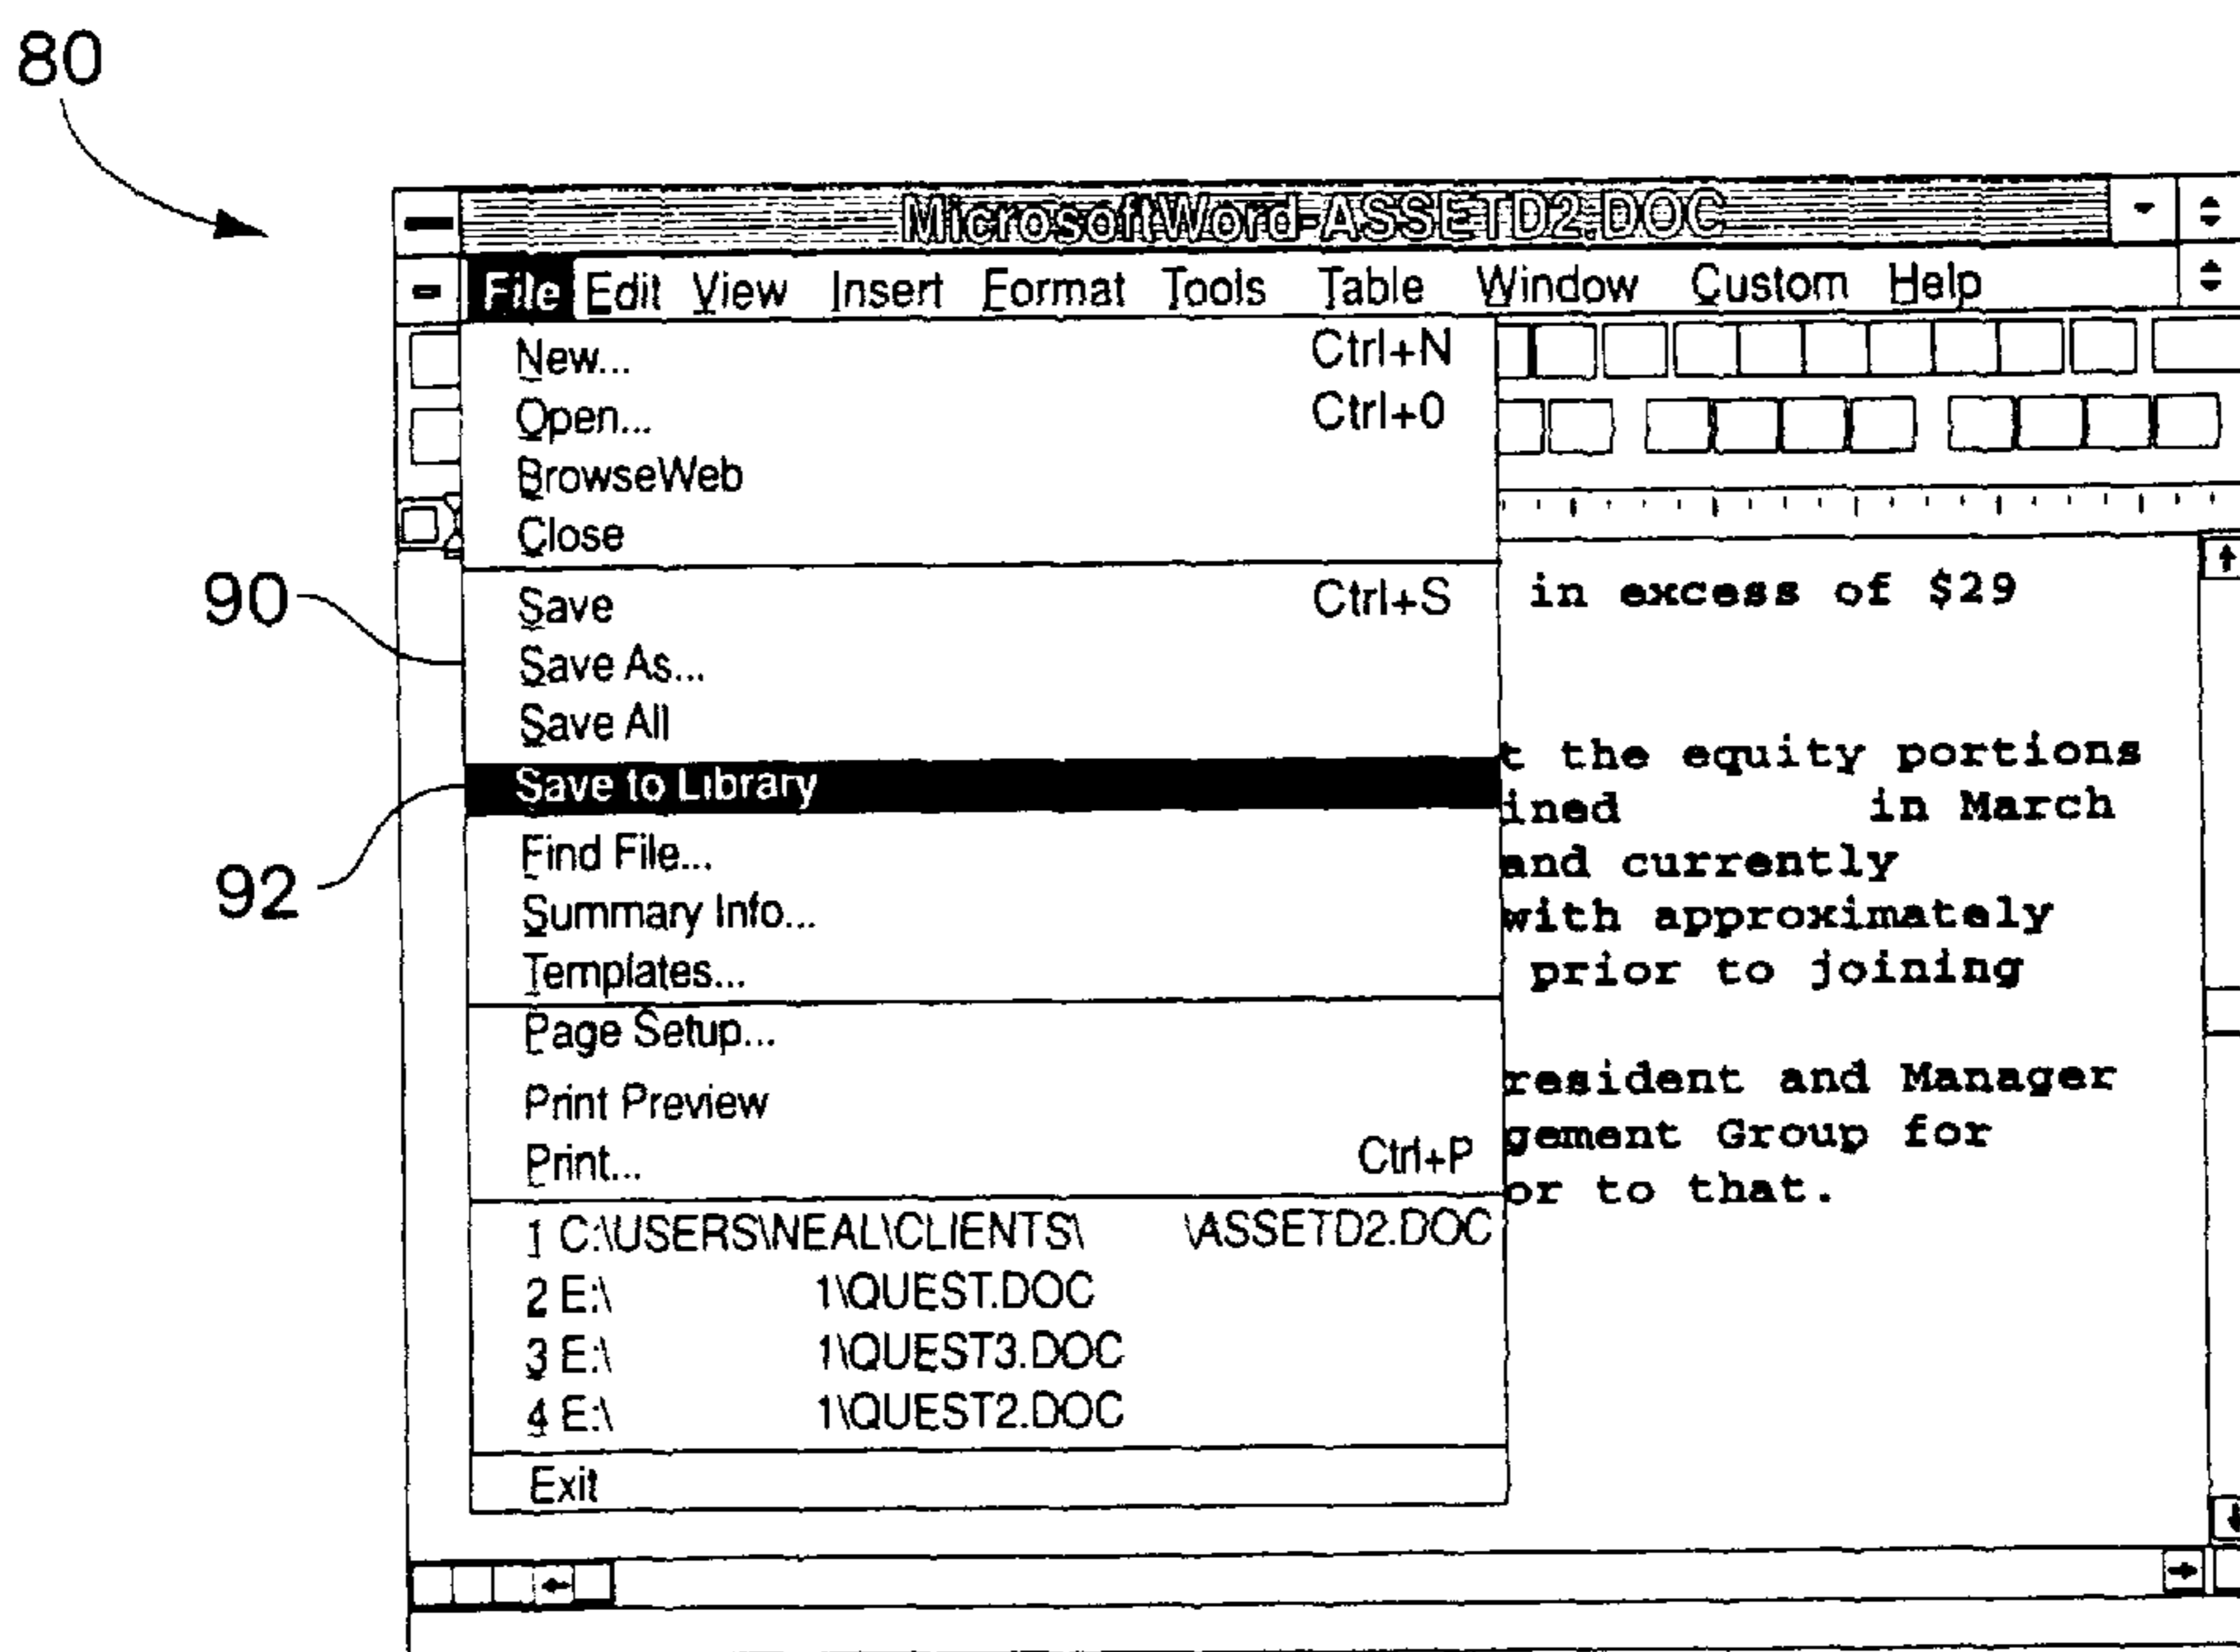 80
MicrosoftWord-ASSETD2.DOC
File Edit View Insert Format Tools Table Window Custom Help
New... Ctrl+N
Open... Ctrl+0
BrowseWeb
Close
90
Save Ctrl+S in excess of $29
Save As...
Save All
t the equity portions
92
Save to Library
ined in March
Find File...
and currently
Summary Info...
with approximately
Templates...
prior to joining
Page Setup...
Print Preview
resident and Manager
gement Group for
Print... Ctrl+P
or to that.
1 C:\USERS\NEAL\CLIENTS\ \ASSETD2.DOC
2 E:\ 1\QUEST.DOC
3 E:\ 1\QUEST3.DOC
4 E:\ 1\QUEST2.DOC
Exit